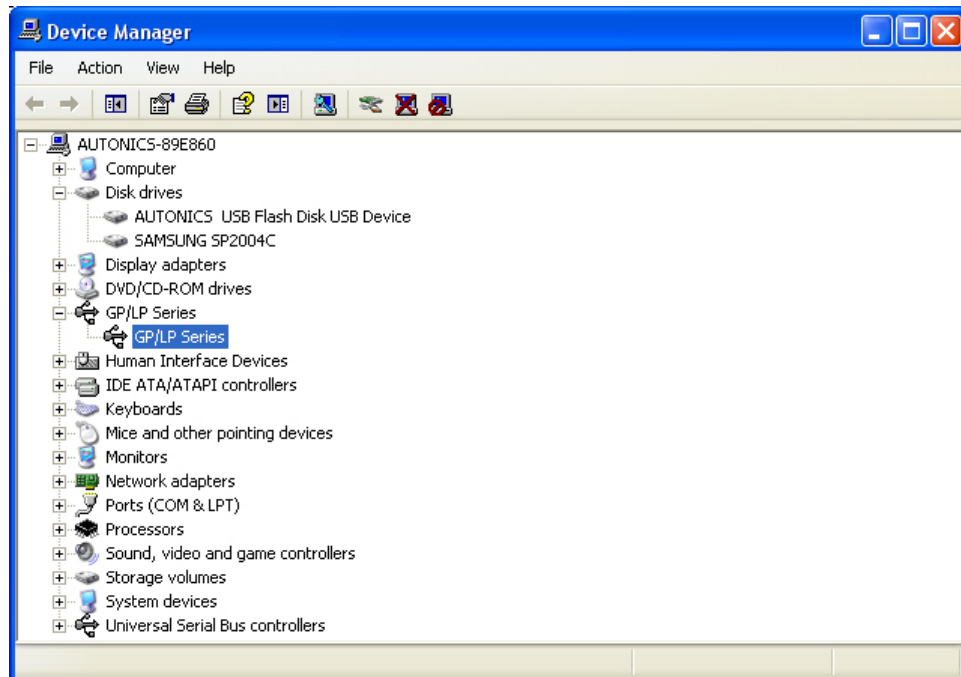 Device Manager
File Action View Help
AUTONICS-89E860
Computer
Disk drives
AUTONICS  USB Flash Disk USB Device
SAMSUNG SP2004C
Display adapters
DVD/CD-ROM drives
GP/LP Series
GP/LP Series
Human Interface Devices
IDE ATA/ATAPI controllers
Keyboards
Mice and other pointing devices
Monitors
Network adapters
Ports (COM & LPT)
Processors
Sound, video and game controllers
Storage volumes
System devices
Universal Serial Bus controllers